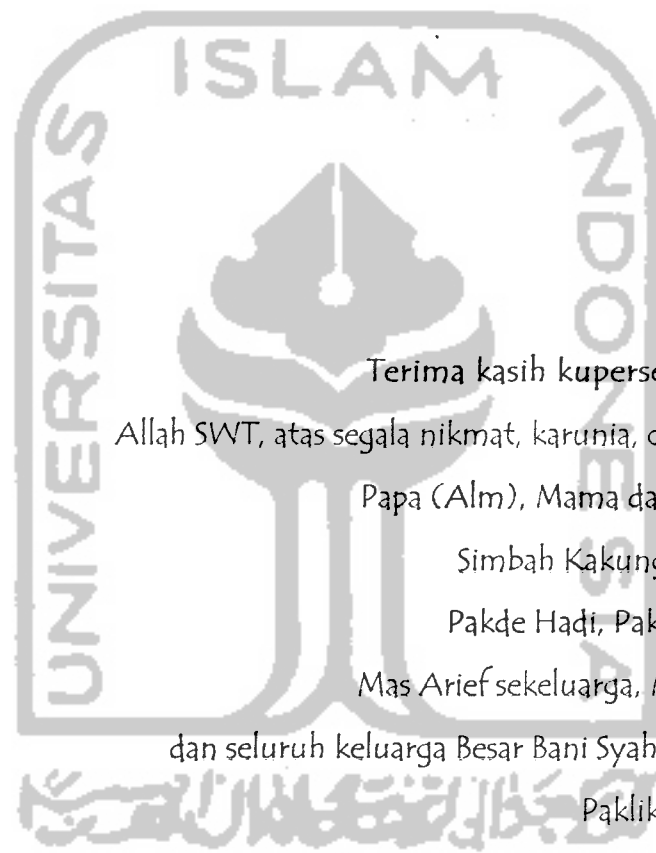 UNIVERSITAS ISLAM INDONESIA
Terima kasih kuperse
Allah SWT, atas segala nikmat, karunia,
Papa (Alm), Mama da
Simbah Kakung
Pakde Hadi, Pak
Mas Arief sekeluarga,
dan seluruh keluarga Besar Bani Syah
Paklik